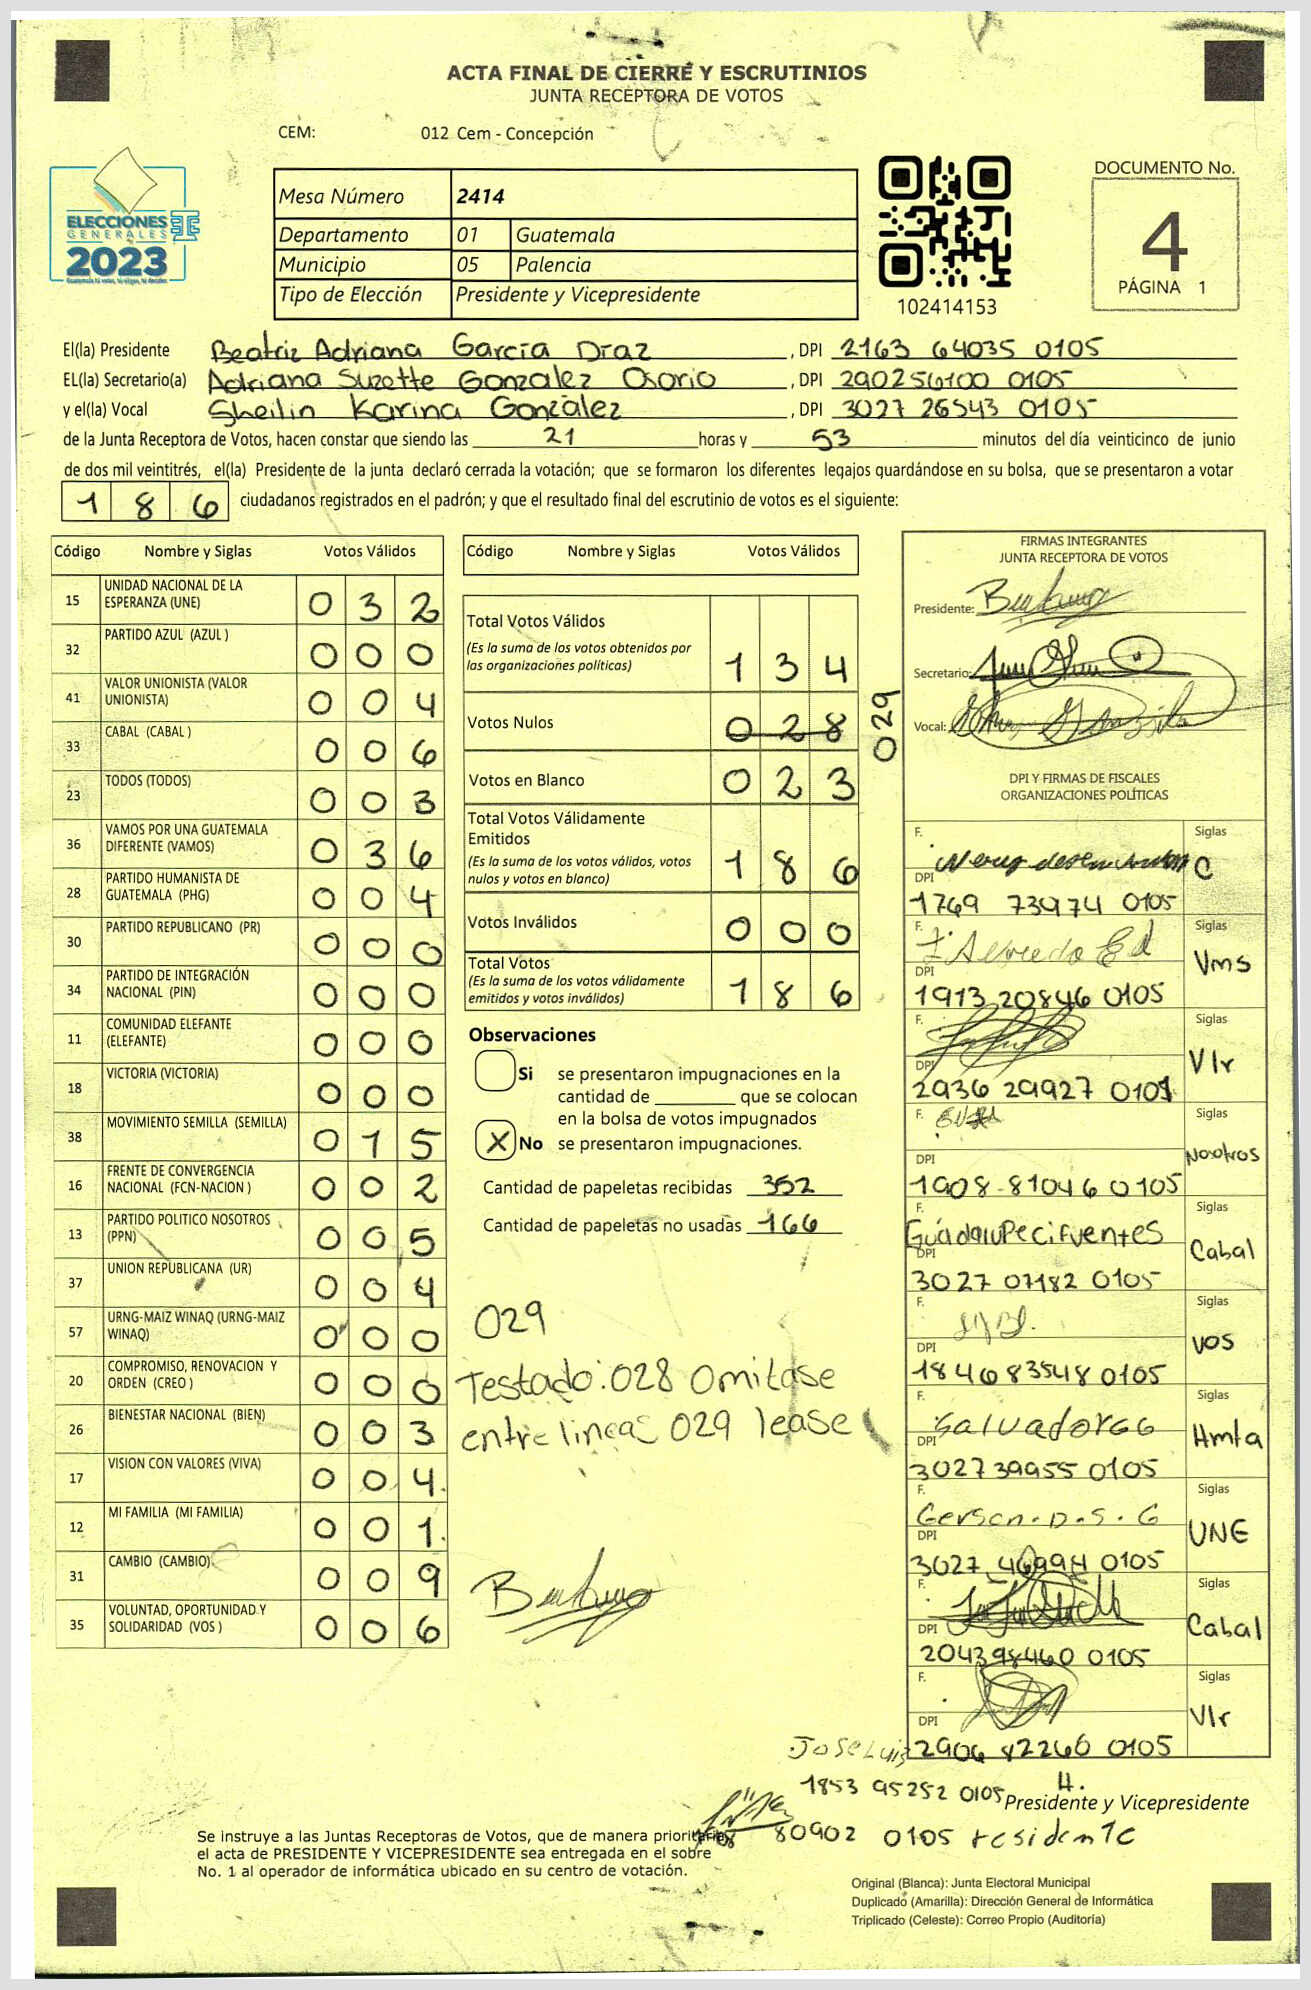 ACTA FINAL DE CIERRE Y ESCRUTINIOS
JUNTA RECEPTORA DE VOTOS
CEM: 012 Cem - Concepción
ELECCIONES
GENERALES
2023
Mesa Número 2414
Departamento 01 Guatemala
Municipio 05 Palencia
Tipo de Elección Presidente y Vicepresidente
102414153
DOCUMENTO No.
4
PÁGINA 1
El(la) Presidente Beatriz Adriana García Díaz, DPI 2163 64035 0105
EL(la) Secretario(a) Adriana Suzette Gonzalez Osorio, DPI 290256100 0105
y el(la) Vocal Sheilin Karina González, DPI 3027 26543 0105
de la Junta Receptora de Votos, hacen constar que siendo las 21 horas y 53 minutos del día veinticinco de junio
de dos mil veintitrés, el(la) Presidente de la junta declaró cerrada la votación; que se formaron los diferentes legajos guardándose en su bolsa, que se presentaron a votar
186 ciudadanos registrados en el padrón; y que el resultado final del escrutinio de votos es el siguiente:
Código Nombre y Siglas Votos Válidos
15 UNIDAD NACIONAL DE LA ESPERANZA (UNE) 0 3 2
32 PARTIDO AZUL (AZUL ) 0 0 0
41 VALOR UNIONISTA (VALOR UNIONISTA) 0 0 4
33 CABAL (CABAL ) 0 0 6
23 TODOS (TODOS) 0 0 3
36 VAMOS POR UNA GUATEMALA DIFERENTE (VAMOS) 0 3 6
28 PARTIDO HUMANISTA DE GUATEMALA (PHG) 0 0 4
30 PARTIDO REPUBLICANO (PR) 0 0 0
34 PARTIDO DE INTEGRACIÓN NACIONAL (PIN) 0 0 0
11 COMUNIDAD ELEFANTE (ELEFANTE) 0 0 0
18 VICTORIA (VICTORIA) 0 0 0
38 MOVIMIENTO SEMILLA (SEMILLA) 0 1 5
16 FRENTE DE CONVERGENCIA NACIONAL (FCN-NACION ) 0 0 2
13 PARTIDO POLITICO NOSOTROS (PPN) 0 0 5
37 UNION REPUBLICANA (UR) 0 0 4
57 URNG-MAIZ WINAQ (URNG-MAIZ WINAQ) 0 0 0
20 COMPROMISO, RENOVACION Y ORDEN (CREO ) 0 0 0
26 BIENESTAR NACIONAL (BIEN) 0 0 3
17 VISION CON VALORES (VIVA) 0 0 4
12 MI FAMILIA (MI FAMILIA) 0 0 1
31 CAMBIO (CAMBIO) 0 0 9
35 VOLUNTAD, OPORTUNIDAD Y SOLIDARIDAD (VOS ) 0 0 6
Código Nombre y Siglas Votos Válidos
Total Votos Válidos
(Es la suma de los votos obtenidos por
las organizaciones políticas) 1 3 4
Votos Nulos 0 2 8 029
Votos en Blanco 0 2 3
Total Votos Válidamente
Emitidos
(Es la suma de los votos válidos, votos
nulos y votos en blanco) 1 8 6
Votos Inválidos 0 0 0
Total Votos
(Es la suma de los votos válidamente
emitidos y votos inválidos) 1 8 6
Observaciones
Si se presentaron impugnaciones en la
cantidad de que se colocan
en la bolsa de votos impugnados
X No se presentaron impugnaciones.
Cantidad de papeletas recibidas 352
Cantidad de papeletas no usadas 166
029
Testado: 028 Omitase
entre lineas 029 lease
FIRMAS INTEGRANTES
JUNTA RECEPTORA DE VOTOS
Presidente:
Secretario:
Vocal:
DPI Y FIRMAS DE FISCALES
ORGANIZACIONES POLÍTICAS
F. Siglas
DPI C
1769 73974 0105
F. Alfredo Siglas
DPI Vms
1913 20846 0105
F. Siglas
DPI Vlr
2936 29927 0101
F. Siglas
DPI Nosotros
1908-81046 0105
F. Siglas
Guadalupe Cifuentes
DPI Cabal
3027 07182 0105
F. Siglas
DPI VOS
1846 83548 0105
F. Siglas
Salvador GG
DPI Hmta
3027 39955 0105
F. Siglas
Gerson.D.S.G
DPI UNE
3027 46994 0105
F. Siglas
DPI Cabal
2043 98460 0105
F. Siglas
DPI Vlr
Jose Luis 2906 82260 0105
1853 95252 0105 H.
Presidente y Vicepresidente
80902 0105 residente
Se instruye a las Juntas Receptoras de Votos, que de manera prioritaria,
el acta de PRESIDENTE Y VICEPRESIDENTE sea entregada en el sobre
No. 1 al operador de informática ubicado en su centro de votación.
Original (Blanca): Junta Electoral Municipal
Duplicado (Amarilla): Dirección General de Informática
Triplicado (Celeste): Correo Propio (Auditoría)